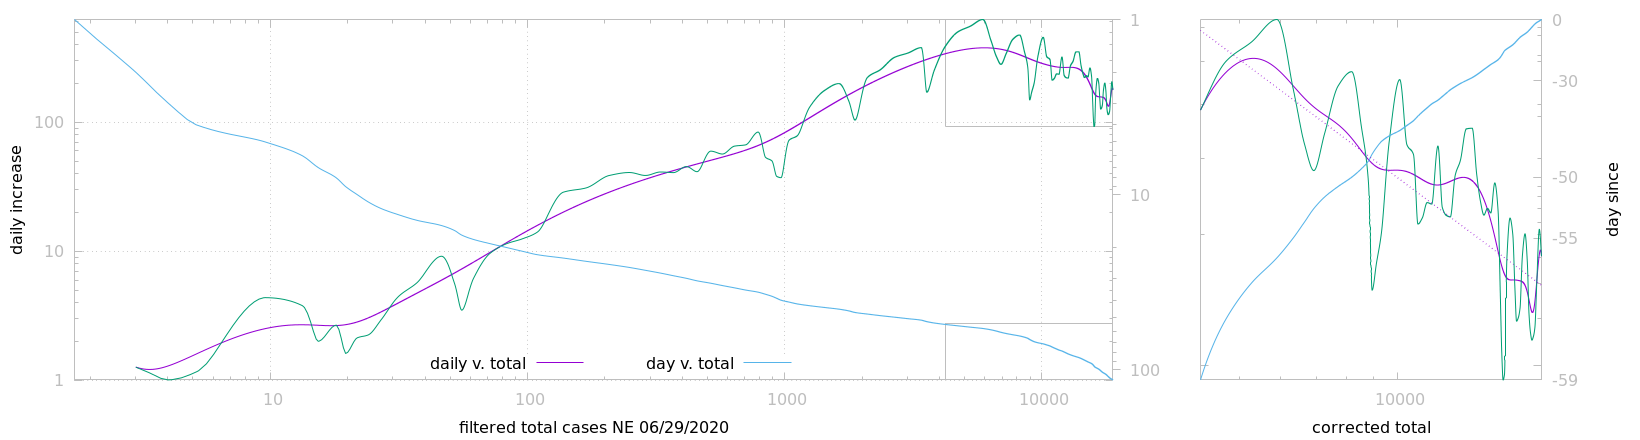 daily increase
100
10
1
10
100
1000
10000
1
10
100
daily v. total
day v. total
filtered total cases NE 06/29/2020
0
-30
-50
-55
-59
day since
10000
corrected total